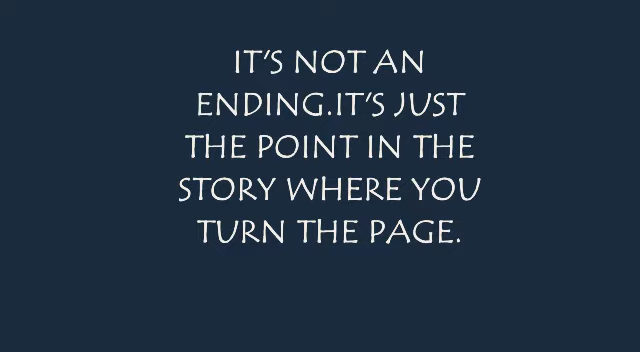 IT'S NOT AN
ENDING.IT'S JUST
THE POINT IN THE
STORY WHERE YOU
TURN THE PAGE.